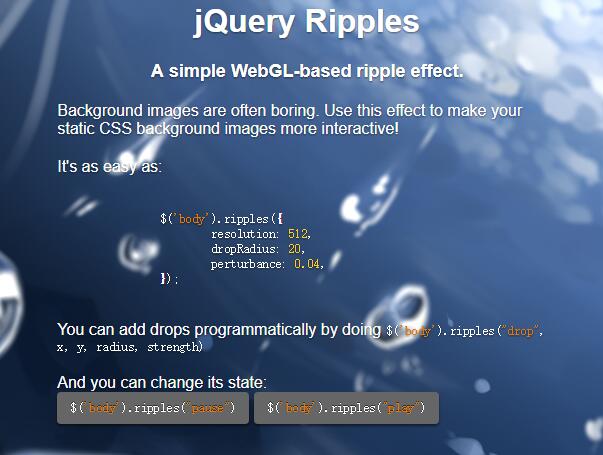 jQuery Ripples
A simple WebGL-based ripple effect.
Background images are often boring. Use this effect to make your
static CSS background images more interactive!
It's as easy as:
$('body').ripples({
resolution: 512,
dropRadius: 20,
perturbance: 0.04,
});
You can add drops programmatically by doing $('body').ripples("drop",
x, y, radius, strength)
And you can change its state:
$('body').ripples("pause") $('body').ripples("play")